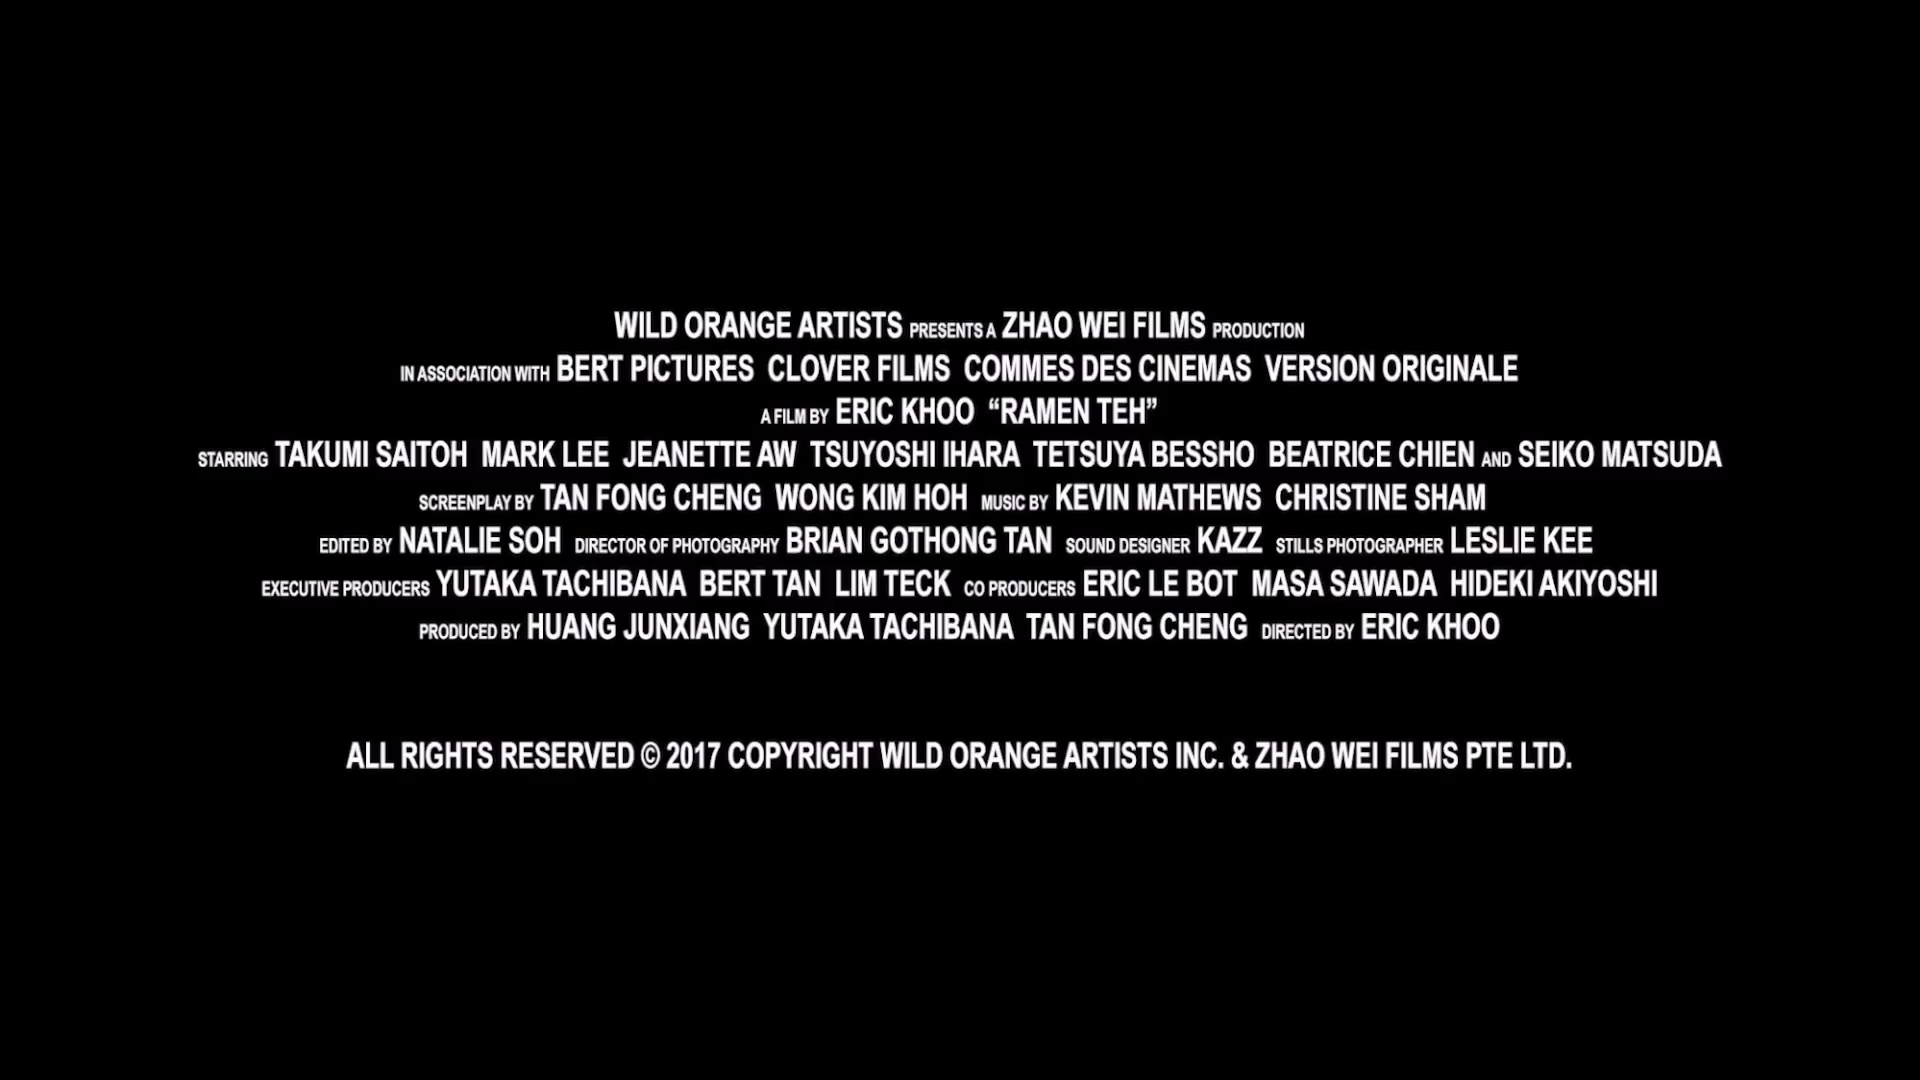 WILD ORANGE ARTISTS PRESENTS A ZHAO WEI FILMS PRODUCTION
IN ASSOCIATION WITH BERT PICTURES CLOVER FILMS COMMES DES CINEMAS VERSION ORIGINALE
A FILM BY ERIC KHOO “RAMEN TEH”
STARRING TAKUMI SAITOH MARK LEE JEANETTE AW TSUYOSHI IHARA TETSUYA BESSHO BEATRICE CHIEN AND SEIKO MATSUDA
SCREENPLAY BY TAN FONG CHENG WONG KIM HOH MUSIC BY KEVIN MATHEWS CHRISTINE SHAM
EDITED BY NATALIE SOH DIRECTOR OF PHOTOGRAPHY BRIAN GOTHONG TAN SOUND DESIGNER KAZZ STILLS PHOTOGRAPHER LESLIE KEE
EXECUTIVE PRODUCERS YUTAKA TACHIBANA BERT TAN LIM TECK CO PRODUCERS ERIC LE BOT MASA SAWADA HIDEKI AKIYOSHI
PRODUCED BY HUANG JUNXIANG YUTAKA TACHIBANA TAN FONG CHENG DIRECTED BY ERIC KHOO
ALL RIGHTS RESERVED © 2017 COPYRIGHT WILD ORANGE ARTISTS INC. & ZHAO WEI FILMS PTE LTD.